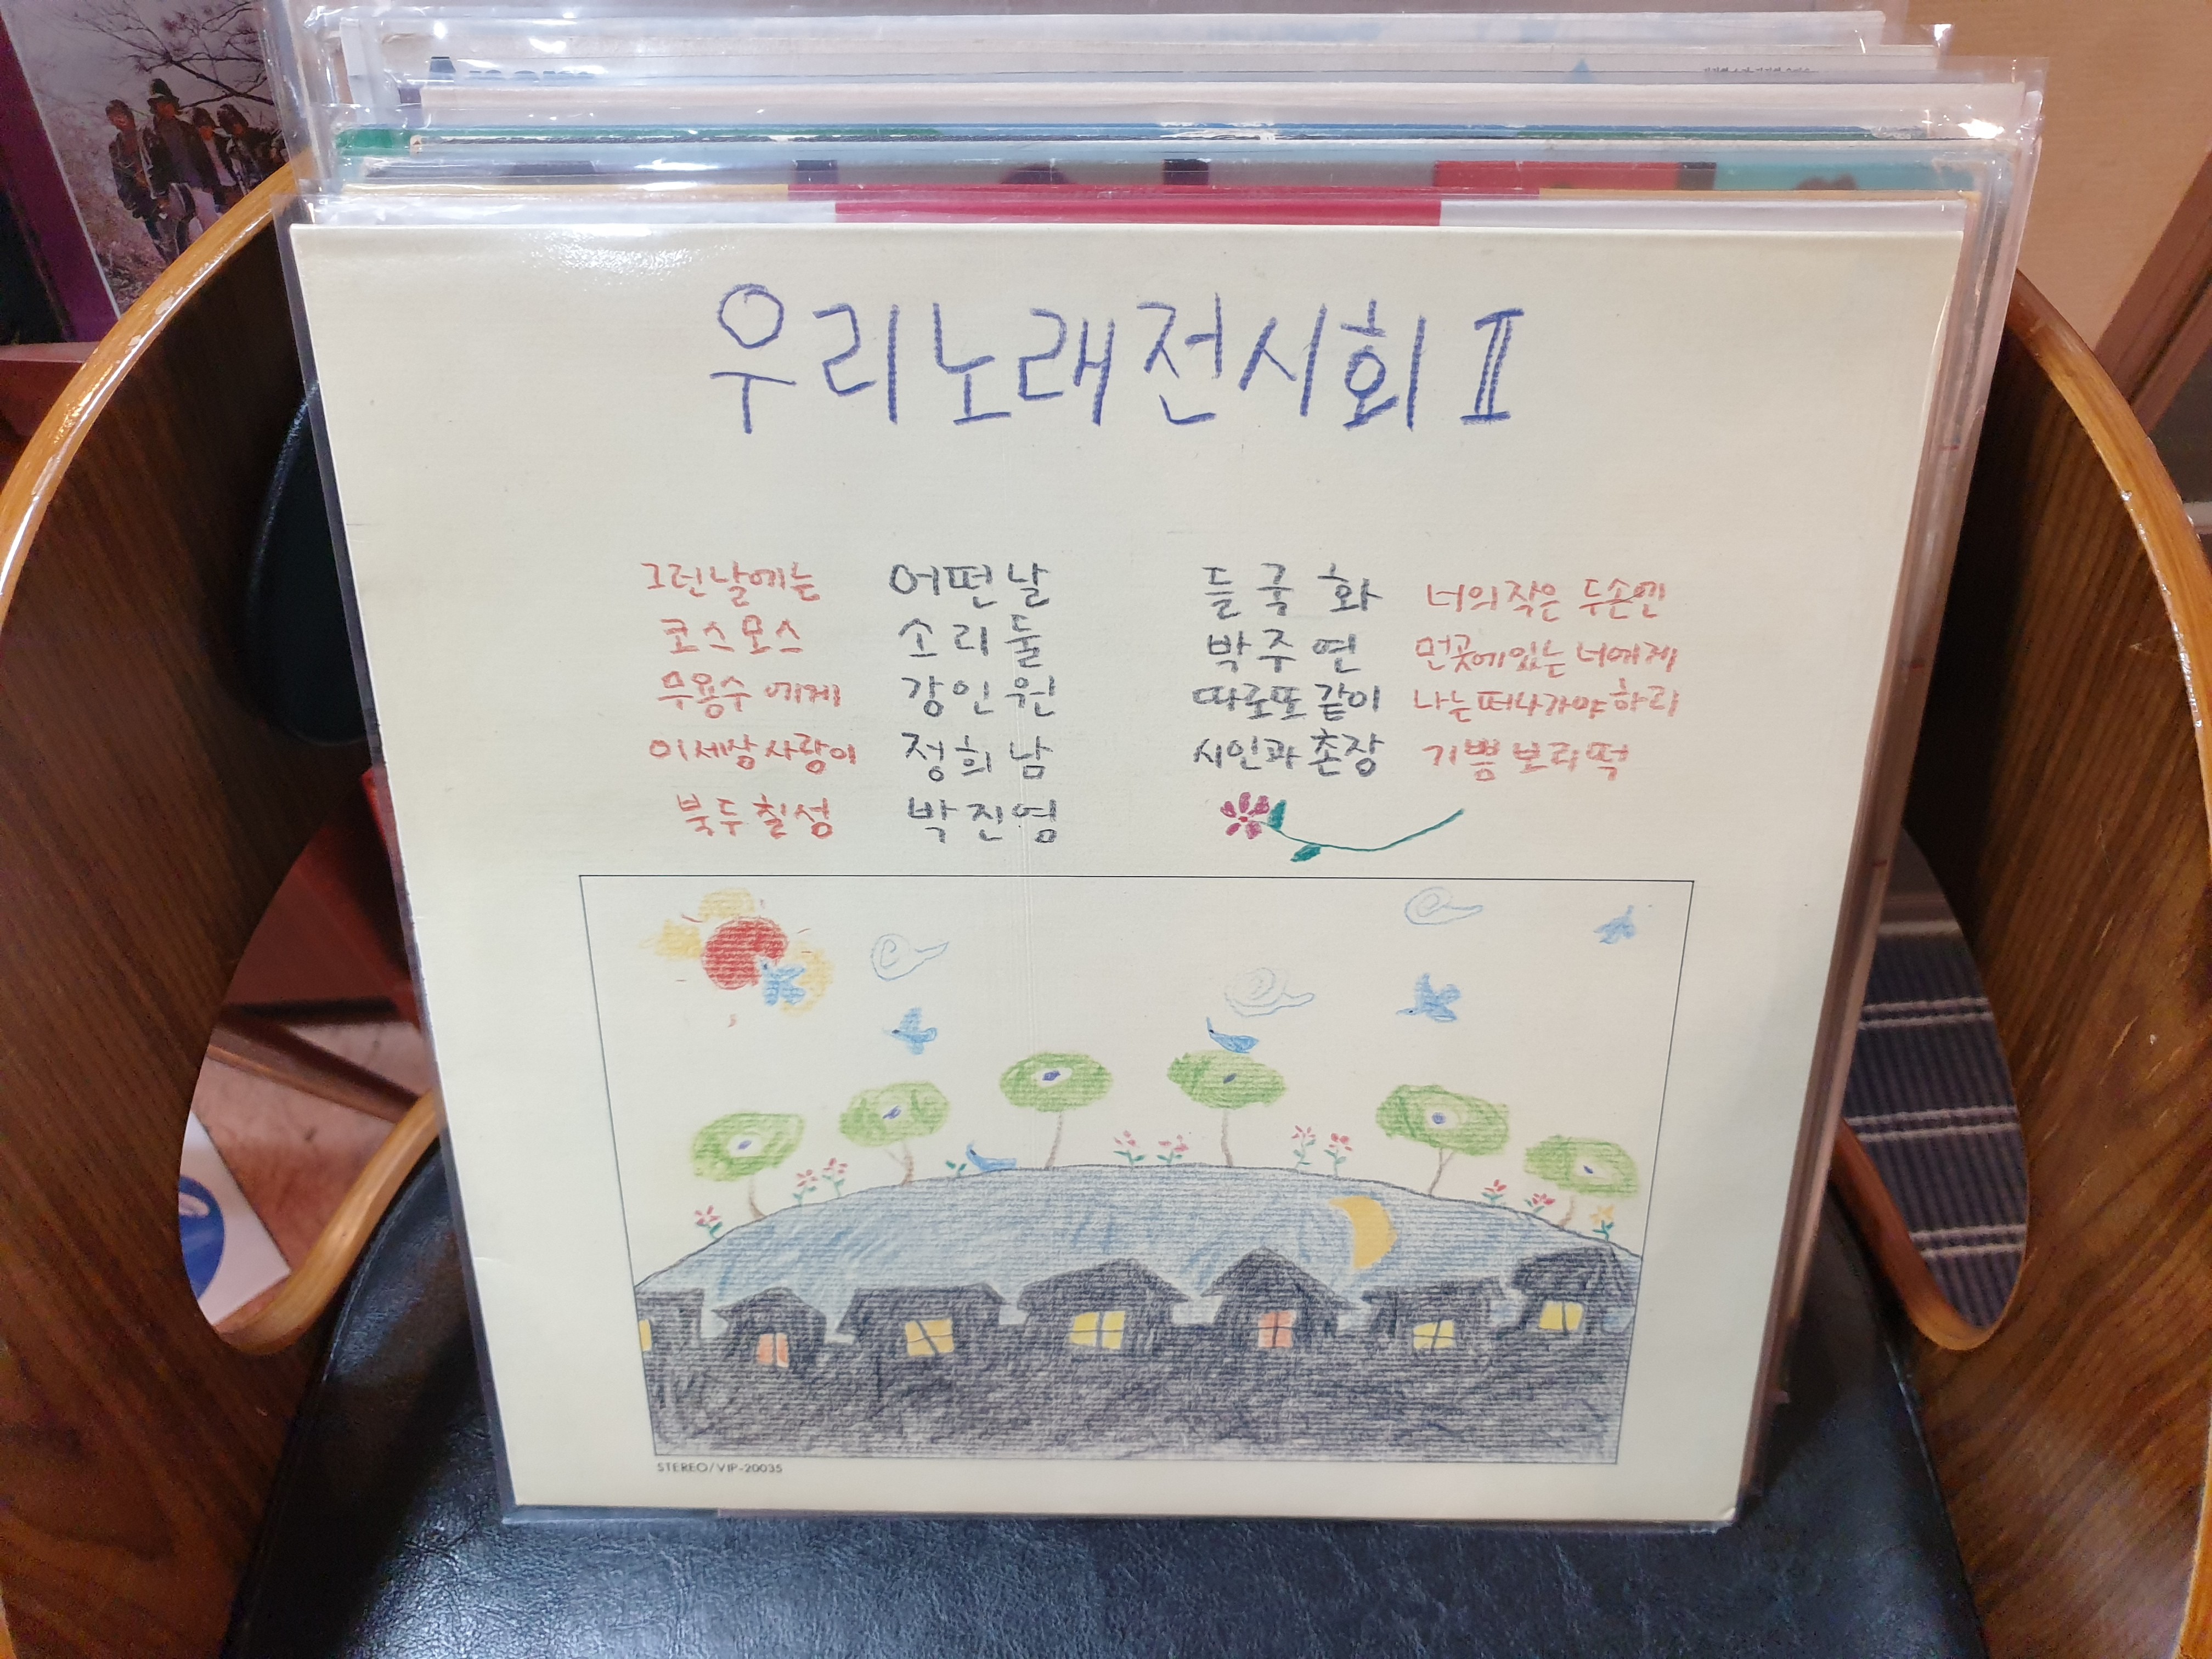 우리노래전시회 II
그런날에는 어떤날 들국화 너의작은 두손엔
코스모스 소리둘 박주연 먼곳에있는 너에게
무용수에게 강인원 따로또같이 나는떠나가야하리
이세상사랑이 정희남 시인과촌장 기쁨보리떡
북두칠성 박진영
STEREO/VIP-20035